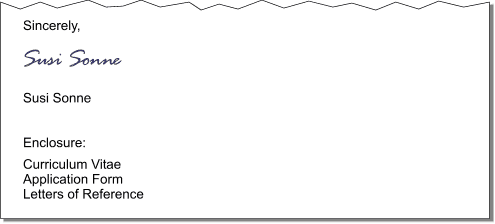 Sincerely,
Susi Sonne
Susi Sonne
Enclosure:
Curriculum Vitae
Application Form
Letters of Reference